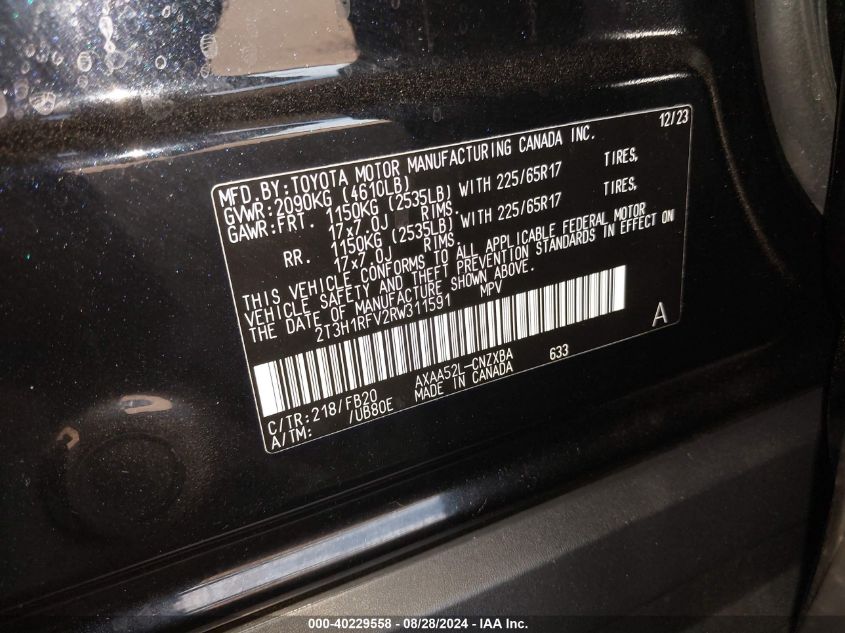 12/23
MFD.BY:TOYOTA MOTOR MANUFACTURING CANADA INC.
GVWR:2090KG (4610LB)
GAWR:FRT. 1150KG (2535LB) WITH 225/65R17 TIRES,
17x7.0J RIMS.
RR. 1150KG (2535LB) WITH 225/65R17 TIRES,
17x7.0J RIMS.
THIS VEHICLE CONFORMS TO ALL APPLICABLE FEDERAL MOTOR
VEHICLE SAFETY AND THEFT PREVENTION STANDARDS IN EFFECT ON
THE DATE OF MANUFACTURE SHOWN ABOVE.
2T3H1RFV2RW311591 MPV
A
C/TR:218/FB20 AXAA52L-CNZXBA 633
A/TM: /UB80E MADE IN CANADA
000-40229558 — 08/28/2024 — IAA Inc.